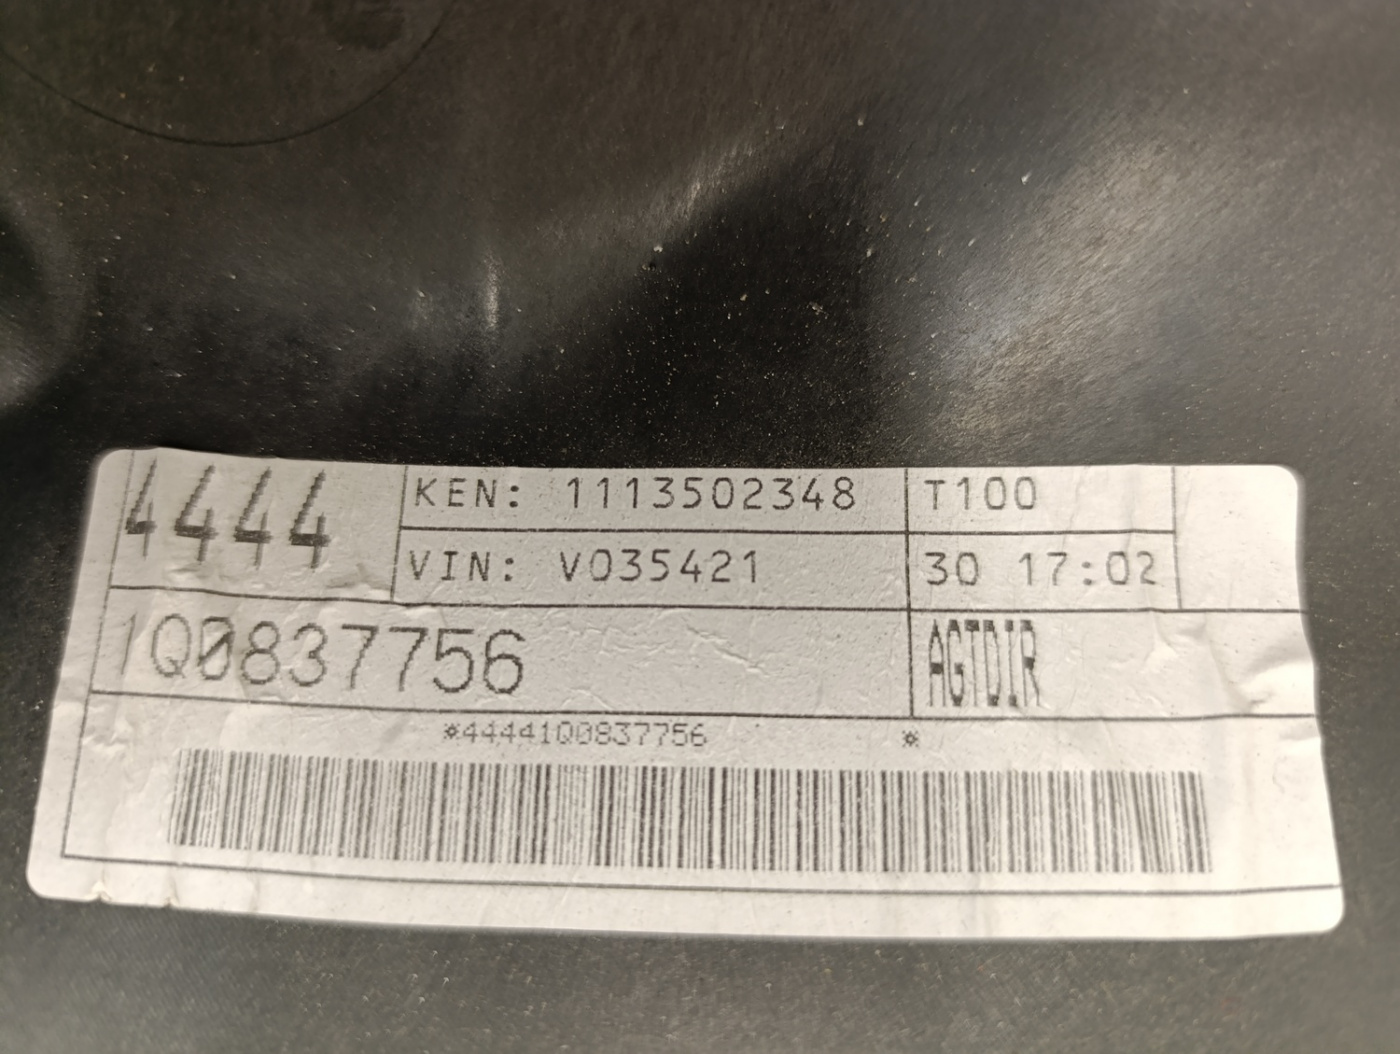 4444
KEN: 1113502348
T100
VIN: V035421
30 17:02
1Q0837756
AGTDIR
*44441Q0837756 *